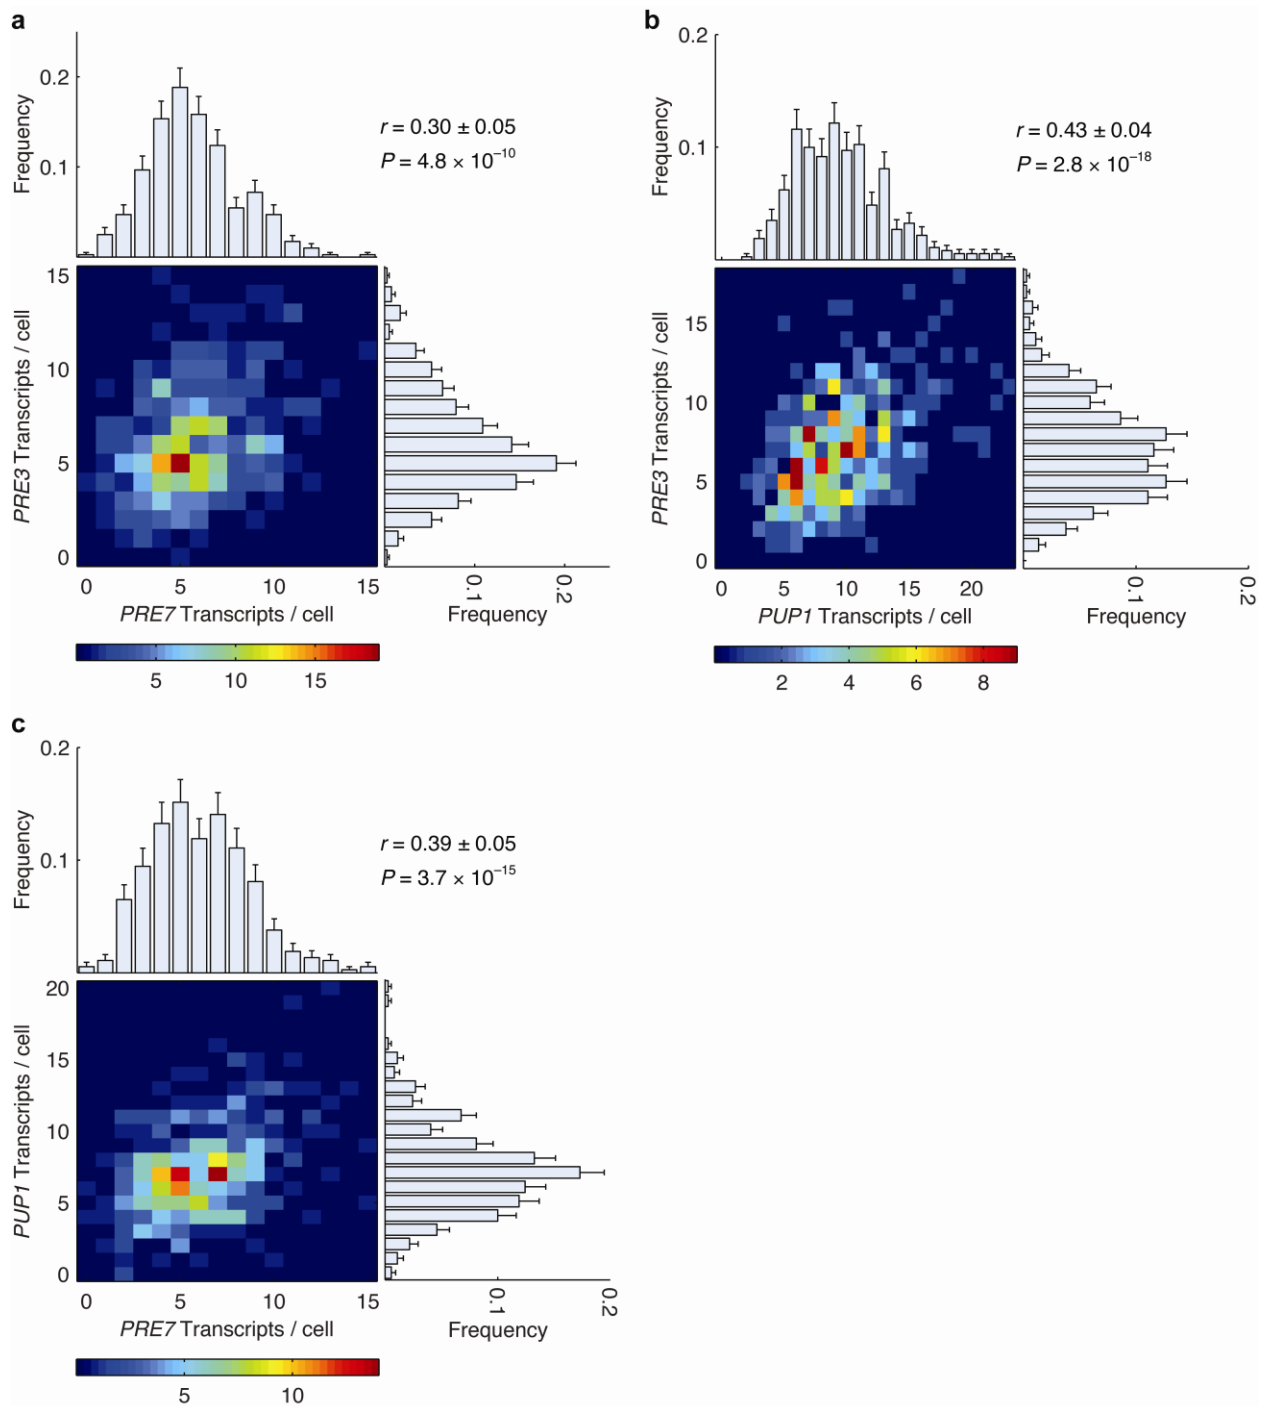 a
0.2
0.1
Frequency
r = 0.30 ± 0.05
P = 4.8 × 10⁻¹⁰
15
10
5
0
PRE3 Transcripts / cell
0 5 10 15
PRE7 Transcripts / cell
0.1 0.2
Frequency
5 10 15
b
0.2
0.1
Frequency
r = 0.43 ± 0.04
P = 2.8 × 10⁻¹⁸
15
10
5
0
PRE3 Transcripts / cell
0 5 10 15 20
PUP1 Transcripts / cell
0.1 0.2
Frequency
2 4 6 8
c
0.2
0.1
Frequency
r = 0.39 ± 0.05
P = 3.7 × 10⁻¹⁵
20
15
10
5
0
PUP1 Transcripts / cell
0 5 10 15
PRE7 Transcripts / cell
0.1 0.2
Frequency
5 10